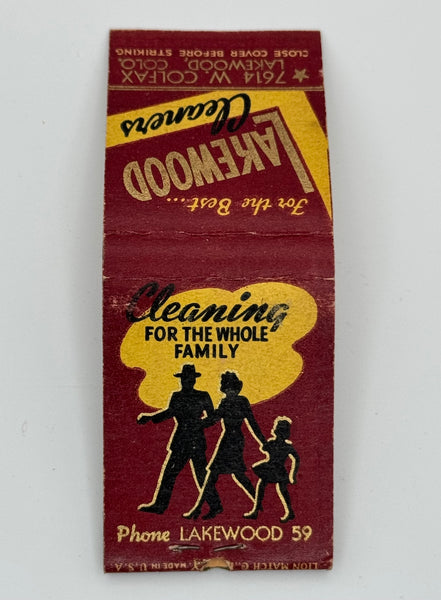 ★ 7614 W. COLFAX
LAKEWOOD, COLO.
CLOSE COVER BEFORE STRIKING
For the Best...
LAKEWOOD
Cleaners
Cleaning
FOR THE WHOLE
FAMILY
Phone LAKEWOOD 59
LION MATCH MADE IN U.S.A